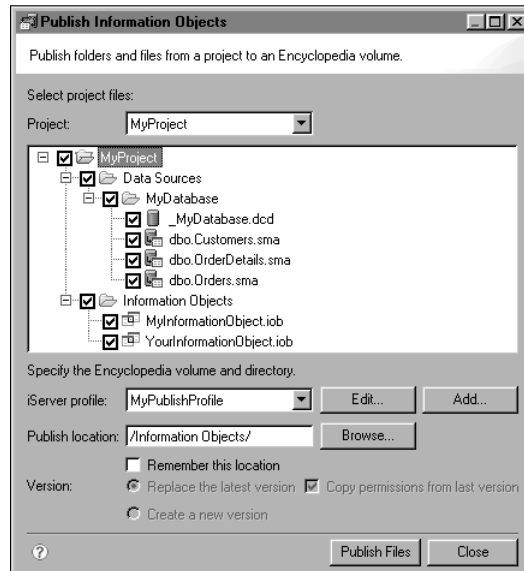 Publish Information Objects
Publish folders and files from a project to an Encyclopedia volume.
Select project files:
Project: MyProject
MyProject
Data Sources
MyDatabase
_MyDatabase.dcd
dbo.Customers.sma
dbo.OrderDetails.sma
dbo.Orders.sma
Information Objects
MyInformationObject.iob
YourInformationObject.iob
Specify the Encyclopedia volume and directory.
iServer profile: MyPublishProfile Edit... Add...
Publish location: /Information Objects/ Browse...
Remember this location
Version: Replace the latest version Copy permissions from last version
Create a new version
? Publish Files Close